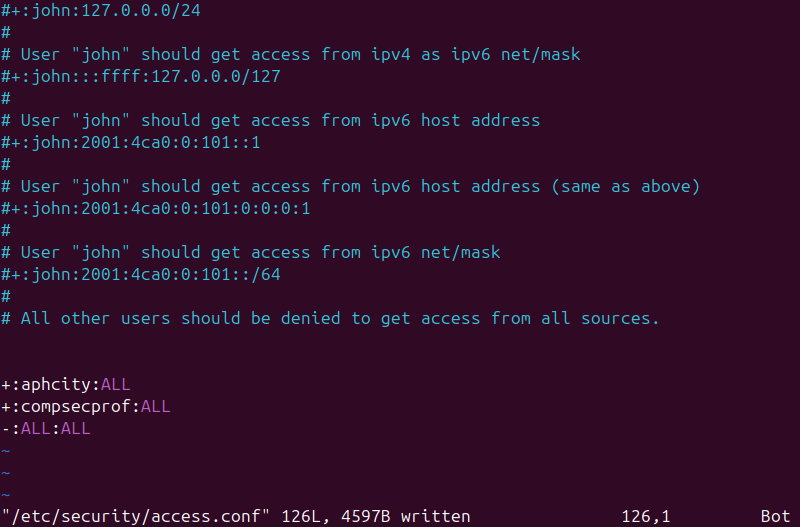 #+:john:127.0.0.0/24
#
# User "john" should get access from ipv4 as ipv6 net/mask
#+:john:::ffff:127.0.0.0/127
#
# User "john" should get access from ipv6 host address
#+:john:2001:4ca0:0:101::1
#
# User "john" should get access from ipv6 host address (same as above)
#+:john:2001:4ca0:0:101:0:0:0:1
#
# User "john" should get access from ipv6 net/mask
#+:john:2001:4ca0:0:101::/64
#
# All other users should be denied to get access from all sources.
+:aphcity:ALL
+:compsecprof:ALL
-:ALL:ALL
~
~
~
"/etc/security/access.conf" 126L, 4597B written 126,1 Bot